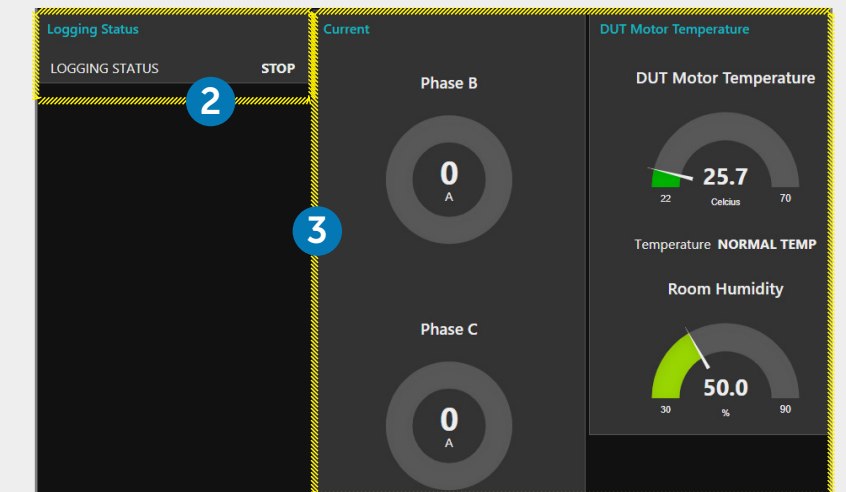 Logging Status
LOGGING STATUS STOP
2
Current
Phase B
0
A
3
Phase C
0
A
DUT Motor Temperature
DUT Motor Temperature
25.7
22 Celcius 70
Temperature NORMAL TEMP
Room Humidity
50.0
30 % 90